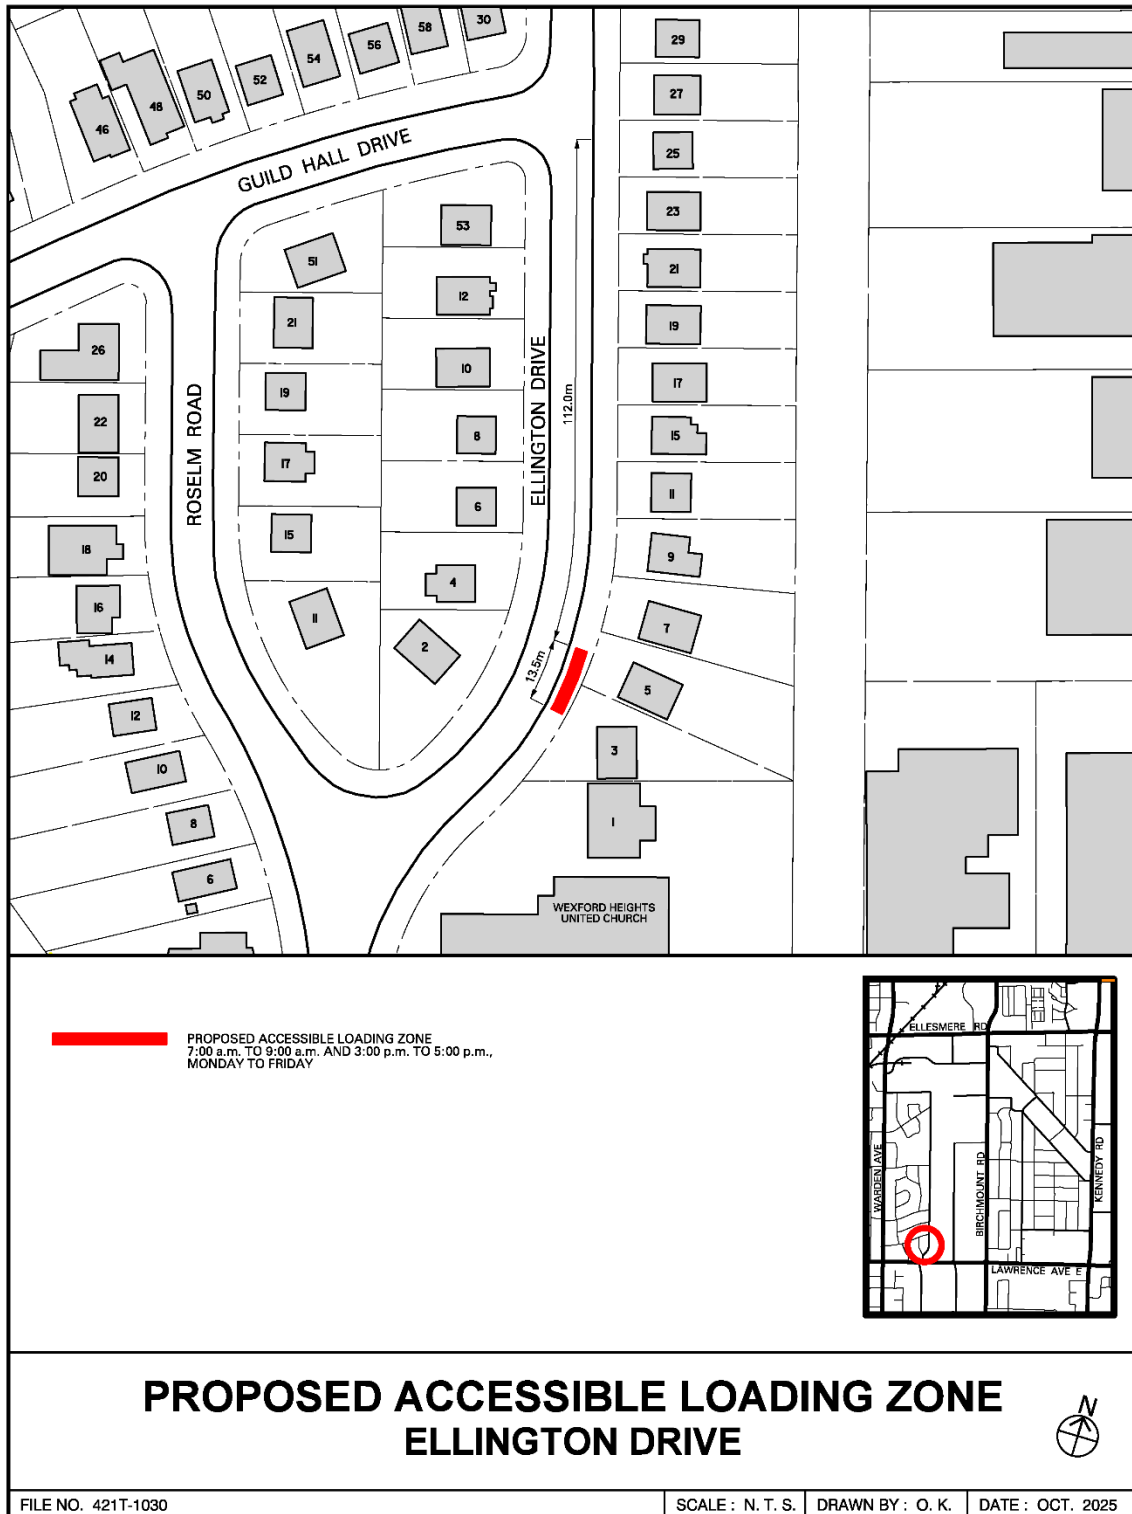 30
58
56
54
52
50
48
46
29
27
25
23
21
19
17
15
11
9
7
5
3
1
GUILD HALL DRIVE
53
51
12
21
10
19
8
17
6
15
4
11
2
ELLINGTON DRIVE
112.0m
13.5m
ROSELM ROAD
26
22
20
18
16
14
12
10
8
6
WEXFORD HEIGHTS
UNITED CHURCH
PROPOSED ACCESSIBLE LOADING ZONE
7:00 a.m. TO 9:00 a.m. AND 3:00 p.m. TO 5:00 p.m.,
MONDAY TO FRIDAY
ELLESMERE RD
WARDEN AVE
BIRCHMOUNT RD
KENNEDY RD
LAWRENCE AVE E
PROPOSED ACCESSIBLE LOADING ZONE
ELLINGTON DRIVE
N
FILE NO. 421T-1030
SCALE : N. T. S.
DRAWN BY : O. K.
DATE : OCT. 2025